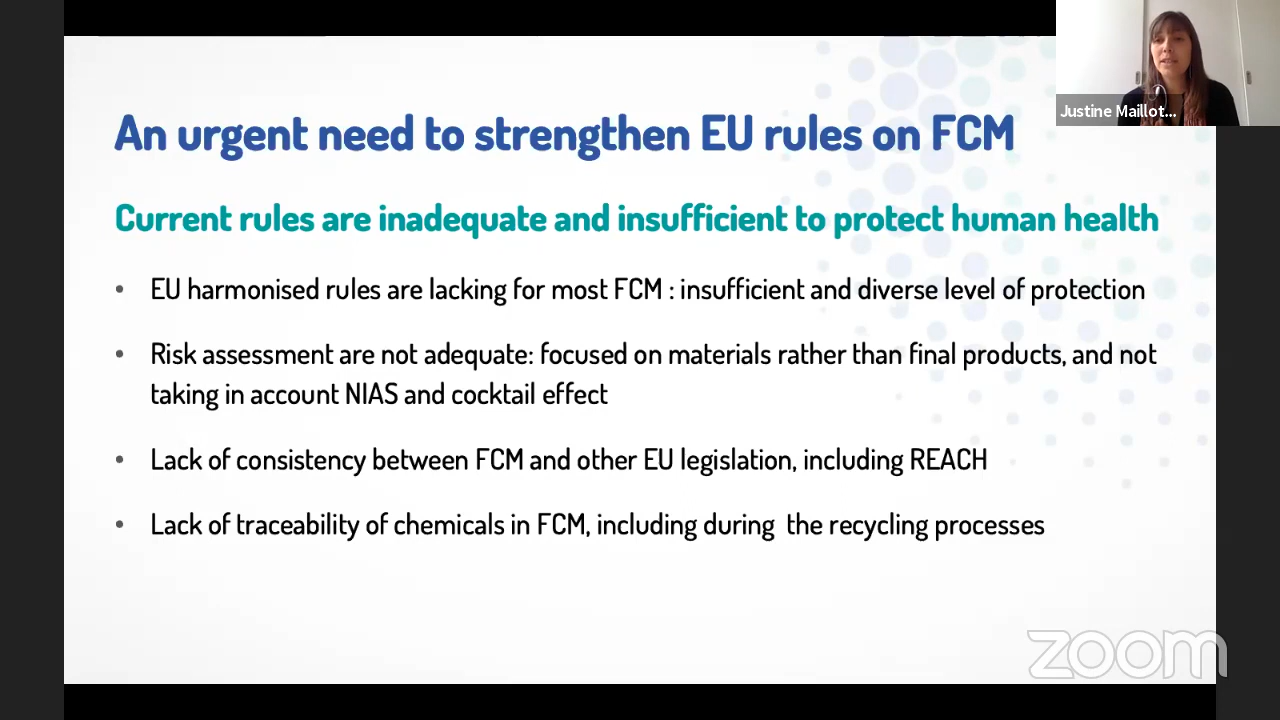 An urgent need to strengthen EU rules on FCM
Justine Maillot...
Current rules are inadequate and insufficient to protect human health
• EU harmonised rules are lacking for most FCM : insufficient and diverse level of protection
• Risk assessment are not adequate: focused on materials rather than final products, and not
taking in account NIAS and cocktail effect
• Lack of consistency between FCM and other EU legislation, including REACH
• Lack of traceability of chemicals in FCM, including during  the recycling processes
zoom